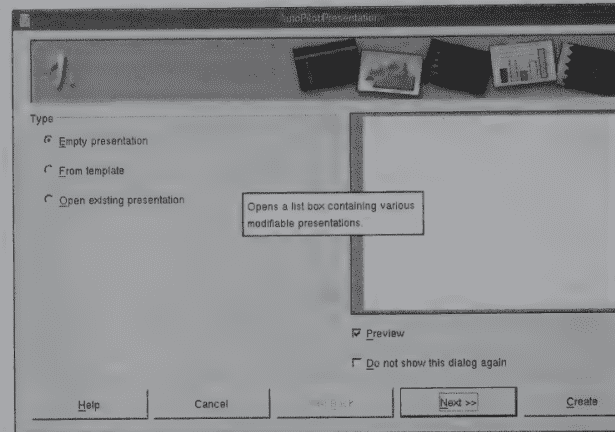 AutoPilot Presentation
Type
Empty presentation
From template
Open existing presentation
Opens a list box containing various
modifiable presentations.
Preview
Do not show this dialog again
Help
Cancel
Next >>
Create